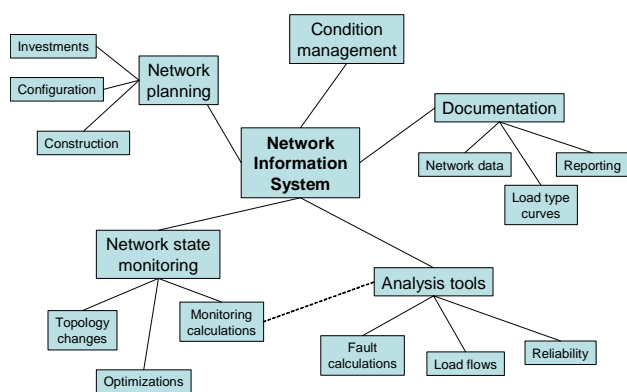 Condition
management
Investments
Network
planning
Configuration
Construction
Documentation
Network
Information
System
Network data
Reporting
Load type
curves
Network state
monitoring
Analysis tools
Topology
changes
Monitoring
calculations
Optimizations
Fault
calculations
Load flows
Reliability